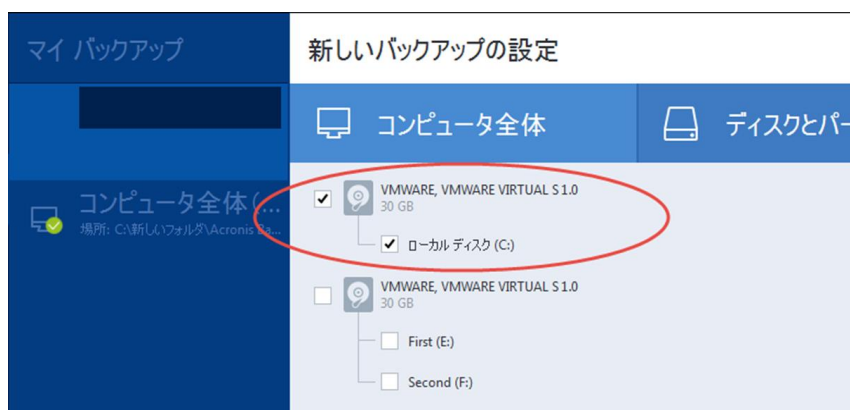 マイ バックアップ
新しいバックアップの設定
コンピュータ全体
ディスクとパー
コンピュータ全体 (...
場所: C:\新しいフォルダ\Acronis Ba...
VMWARE, VMWARE VIRTUAL S 1.0
30 GB
ローカル ディスク (C:)
VMWARE, VMWARE VIRTUAL S 1.0
30 GB
First (E:)
Second (F:)